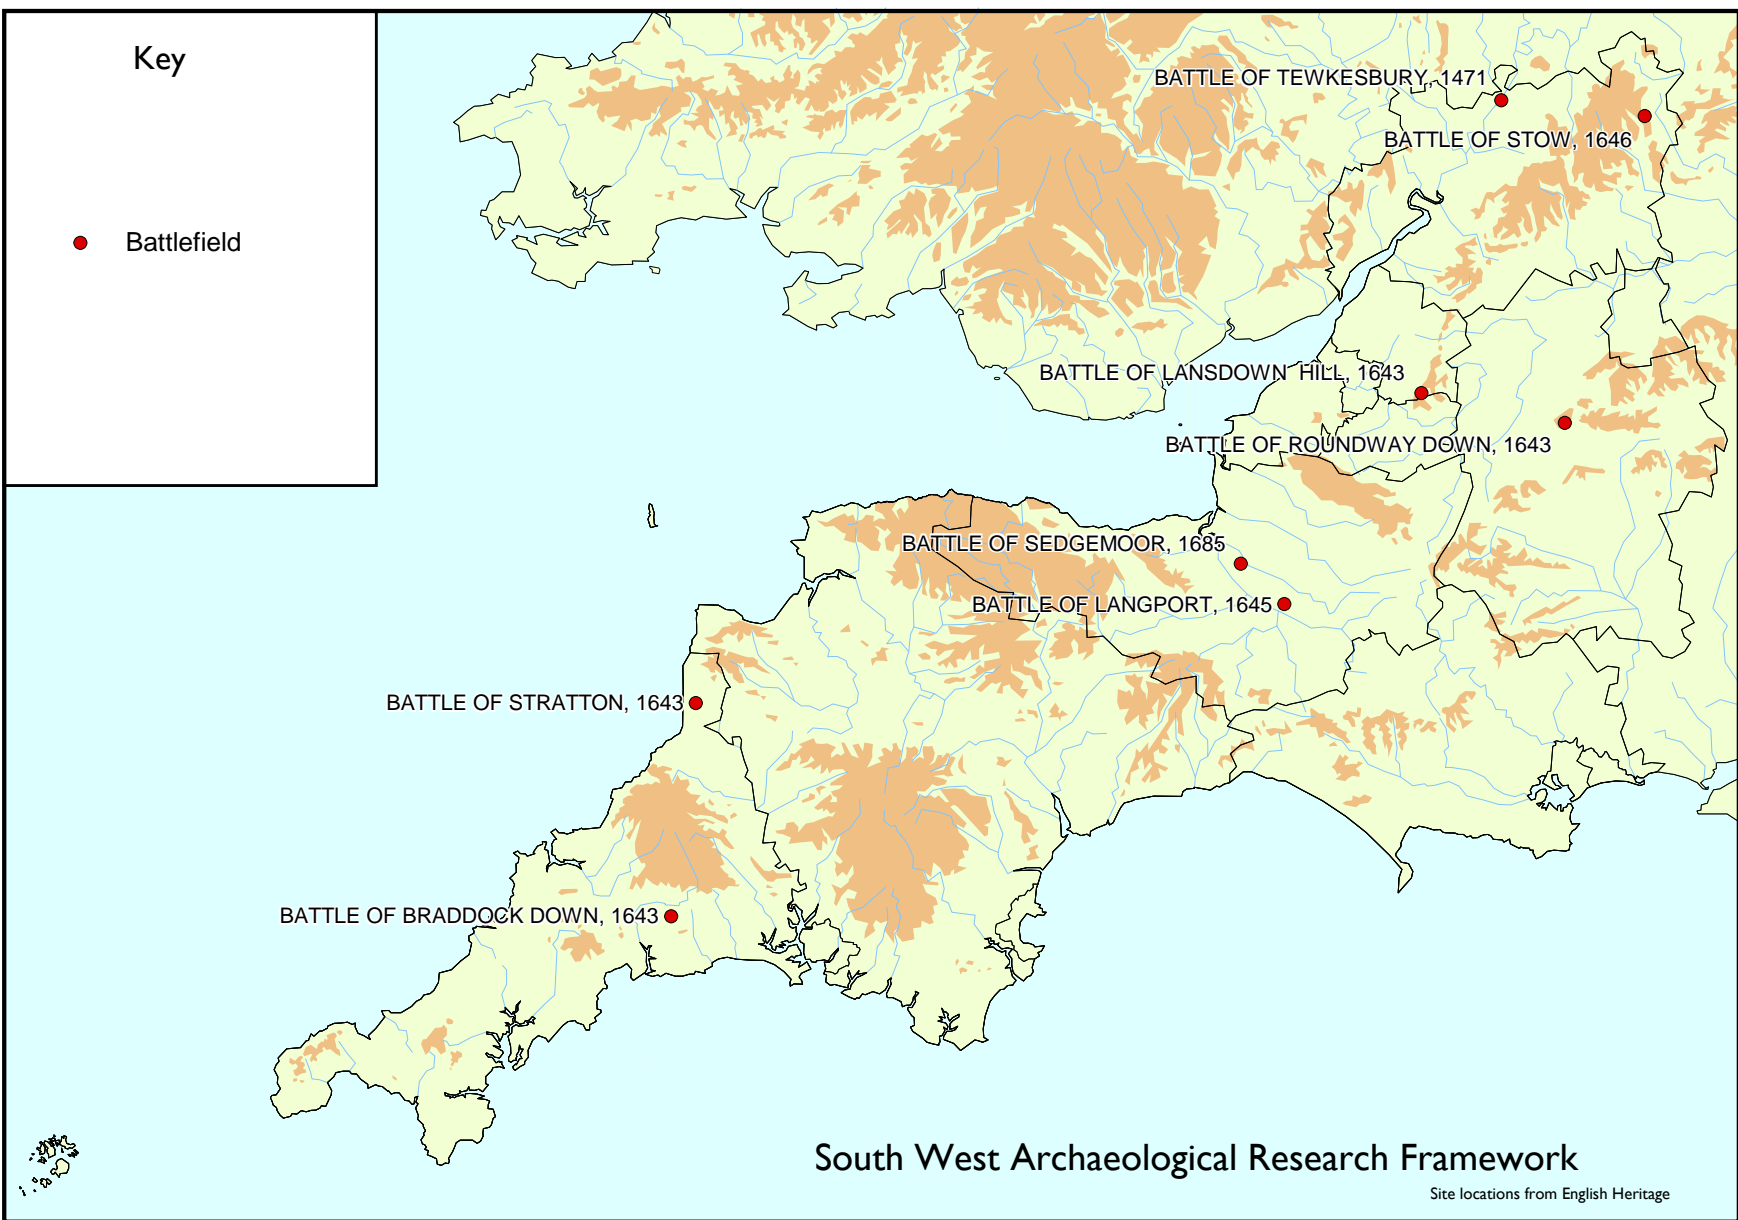 Key
Battlefield
BATTLE OF TEWKESBURY, 1471
BATTLE OF STOW, 1646
BATTLE OF LANSDOWN HILL, 1643
BATTLE OF ROUNDWAY DOWN, 1643
BATTLE OF SEDGEMOOR, 1685
BATTLE OF LANGPORT, 1645
BATTLE OF STRATTON, 1643
BATTLE OF BRADDOCK DOWN, 1643
South West Archaeological Research Framework
Site locations from English Heritage